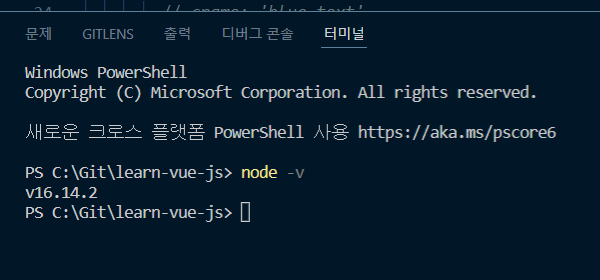 24 // cname: 'blue-text'
문제 GITLENS 출력 디버그 콘솔 터미널
Windows PowerShell
Copyright (C) Microsoft Corporation. All rights reserved.
새로운 크로스 플랫폼 PowerShell 사용 https://aka.ms/pscore6
PS C:\Git\learn-vue-js> node -v
v16.14.2
PS C:\Git\learn-vue-js>